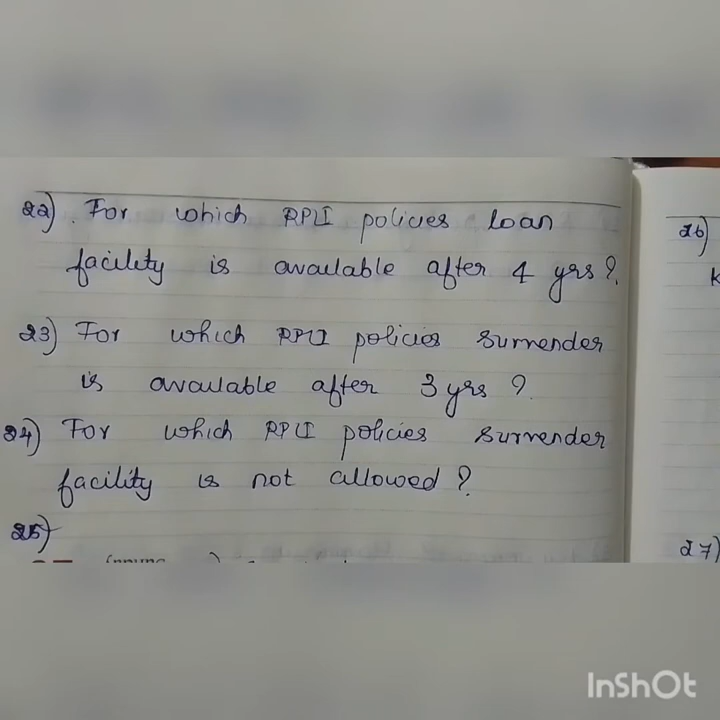 22). For which RPLI policies loan
facility is available after 4 yrs?
23) For which RPLI policies surrender
is available after 3 yrs ?
24) For which RPLI policies surrender
facility is not allowed ?
25)
26)
K
27)
InShOt